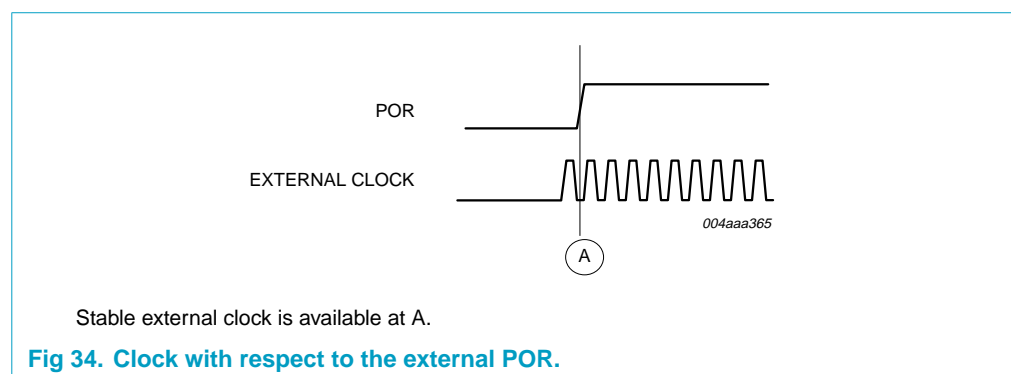 POR
EXTERNAL CLOCK
004aaa365
A
Stable external clock is available at A.
Fig 34. Clock with respect to the external POR.